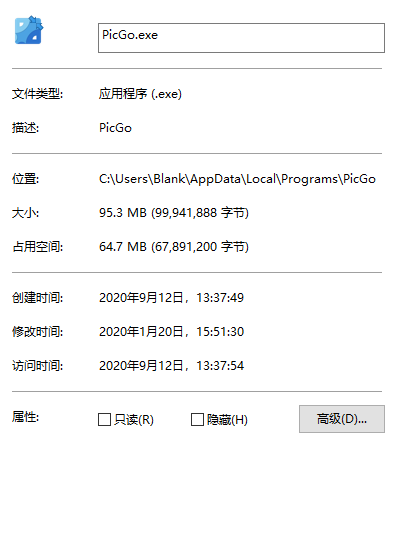 PicGo.exe
文件类型: 应用程序 (.exe)
描述: PicGo
位置: C:\Users\Blank\AppData\Local\Programs\PicGo
大小: 95.3 MB (99,941,888 字节)
占用空间: 64.7 MB (67,891,200 字节)
创建时间: 2020年9月12日，13:37:49
修改时间: 2020年1月20日，15:51:30
访问时间: 2020年9月12日，13:37:54
属性: 只读(R) 隐藏(H) 高级(D)...